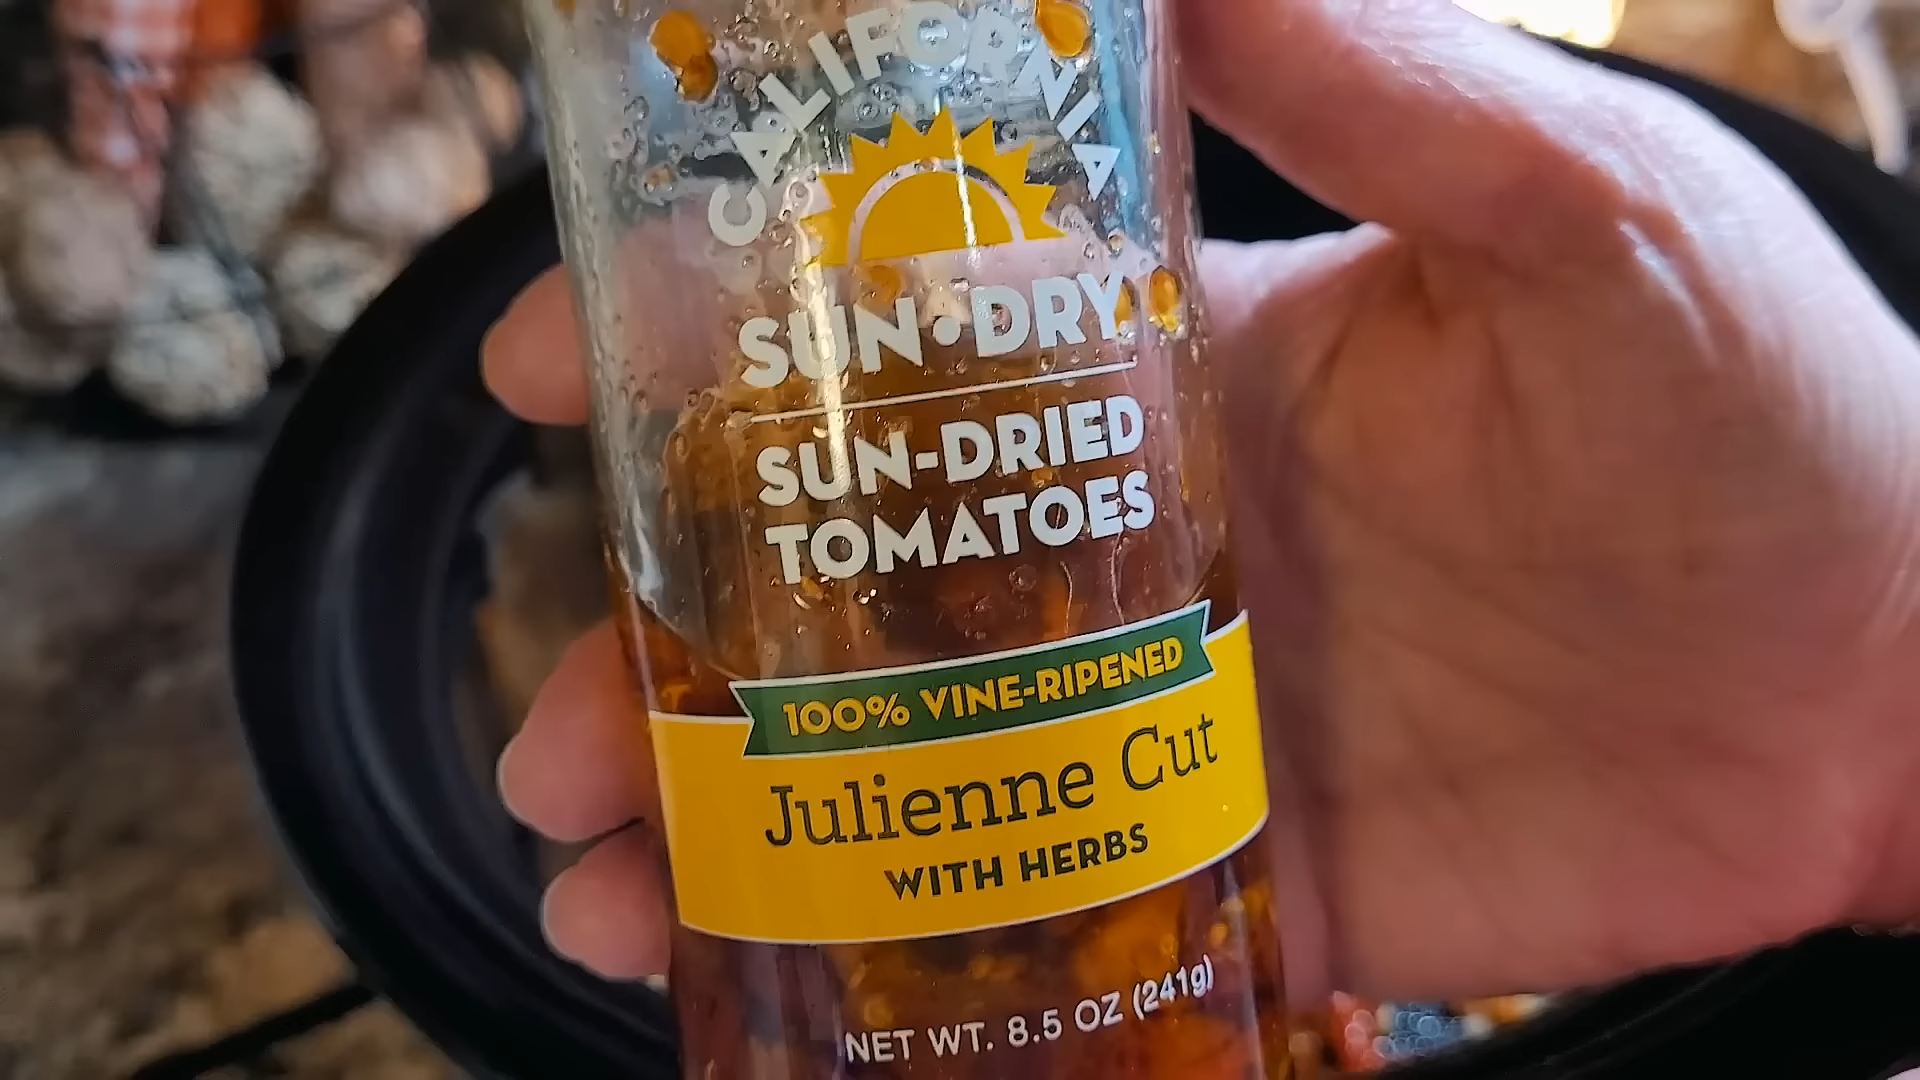 CALIFORNIA
SUN•DRY
SUN-DRIED
TOMATOES
100% VINE-RIPENED
Julienne Cut
WITH HERBS
NET WT. 8.5 OZ (241g)